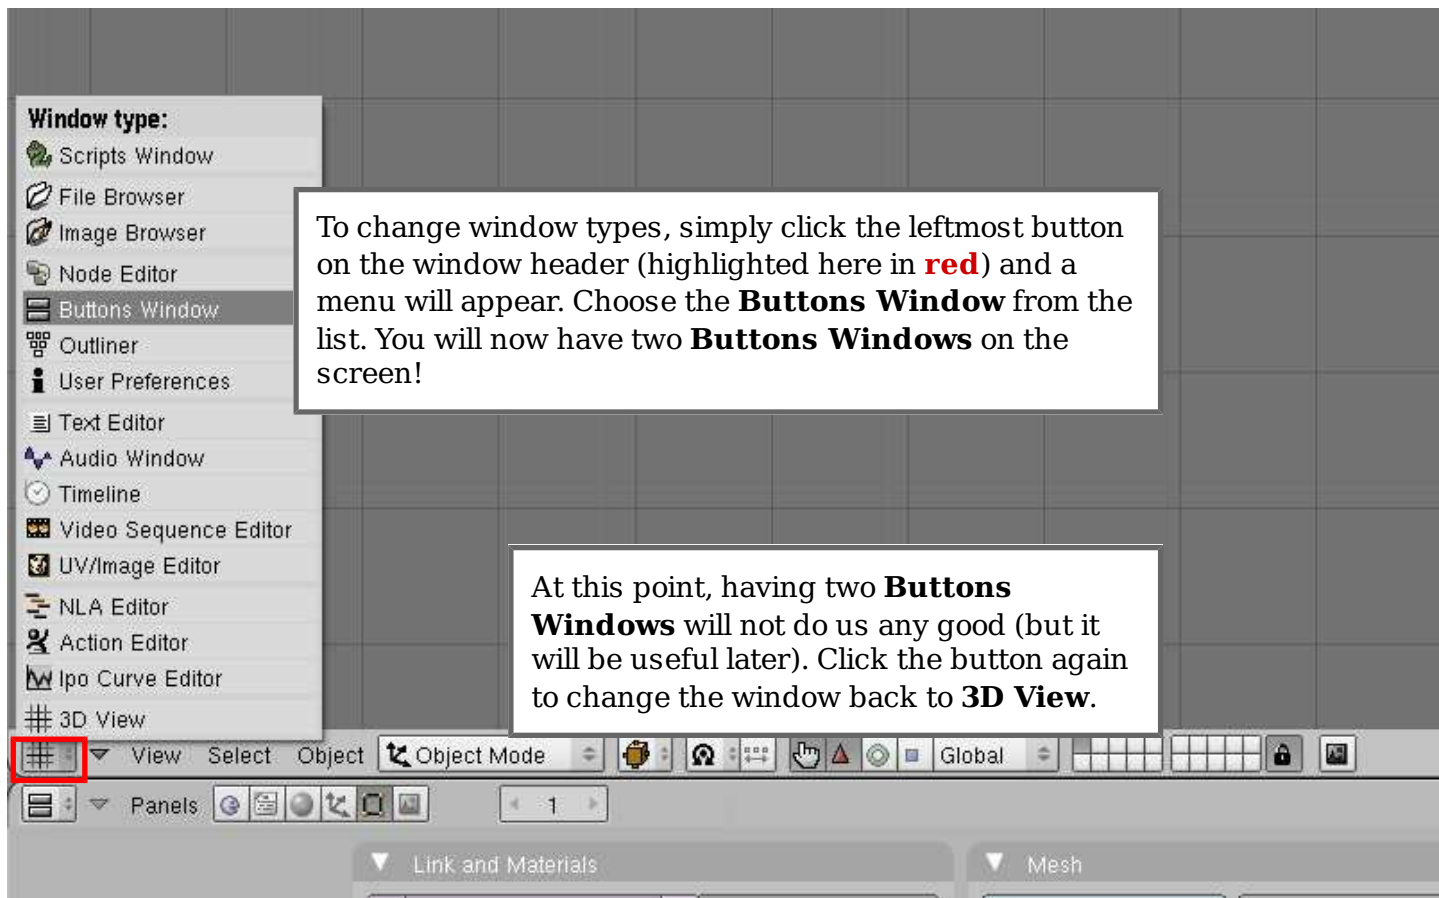 Window type:
Scripts Window
File Browser
Image Browser
Node Editor
Buttons Window
Outliner
User Preferences
Text Editor
Audio Window
Timeline
Video Sequence Editor
UV/Image Editor
NLA Editor
Action Editor
Ipo Curve Editor
3D View
To change window types, simply click the leftmost button
on the window header (highlighted here in red) and a
menu will appear. Choose the Buttons Window from the
list. You will now have two Buttons Windows on the
screen!
At this point, having two Buttons
Windows will not do us any good (but it
will be useful later). Click the button again
to change the window back to 3D View.
View Select Object Object Mode Global
Panels 1
Link and Materials Mesh